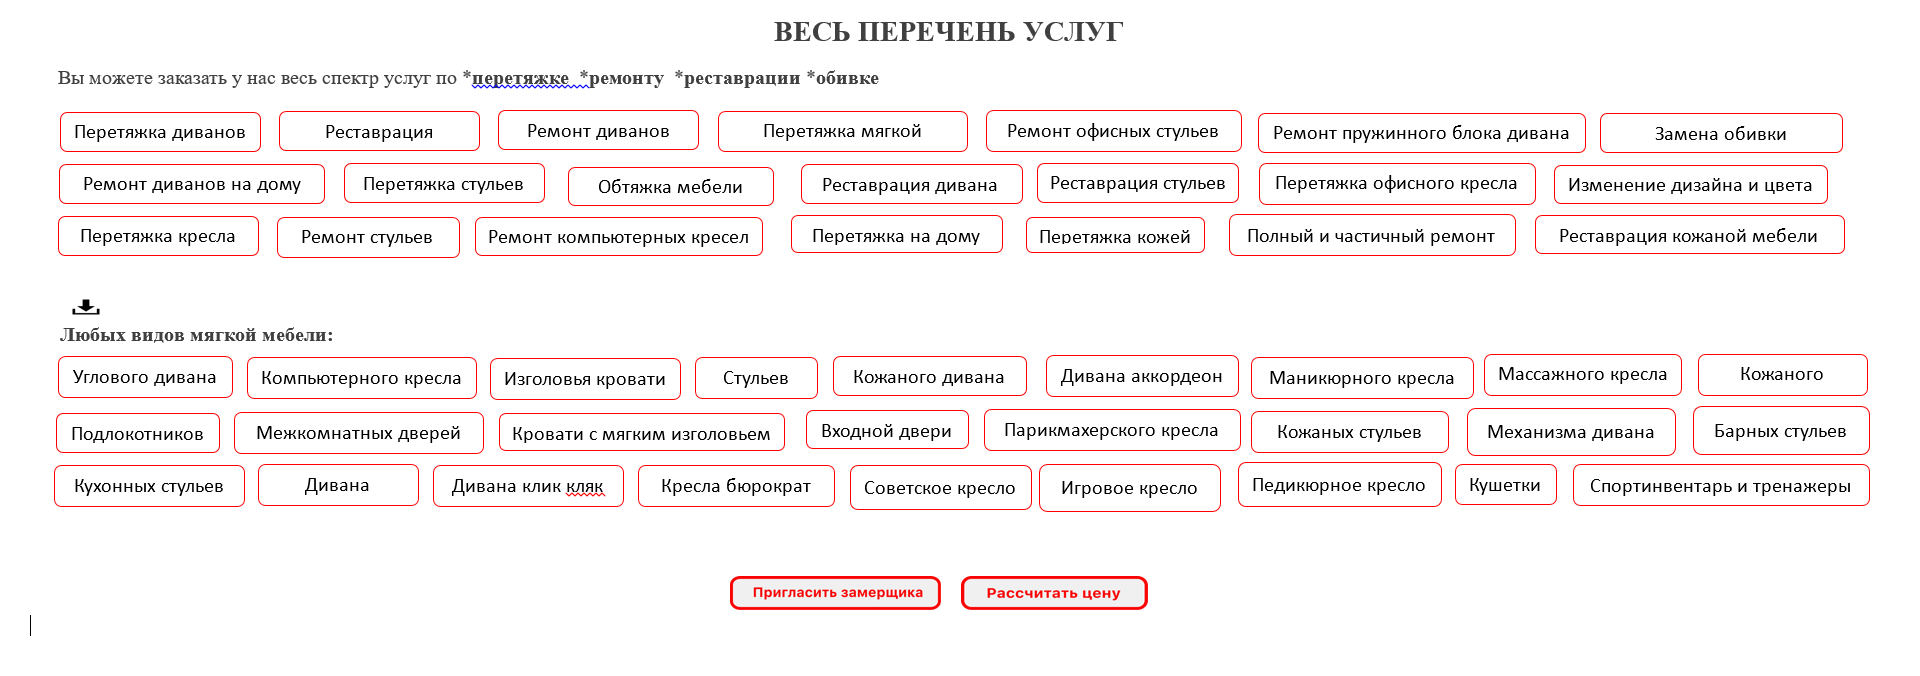 ВЕСЬ ПЕРЕЧЕНЬ УСЛУГ
Вы можете заказать у нас весь спектр услуг по *перетяжке *ремонту *реставрации *обивке
Перетяжка диванов Реставрация Ремонт диванов Перетяжка мягкой Ремонт офисных стульев Ремонт пружинного блока дивана Замена обивки
Ремонт диванов на дому Перетяжка стульев Обтяжка мебели Реставрация дивана Реставрация стульев Перетяжка офисного кресла Изменение дизайна и цвета
Перетяжка кресла Ремонт стульев Ремонт компьютерных кресел Перетяжка на дому Перетяжка кожей Полный и частичный ремонт Реставрация кожаной мебели
Любых видов мягкой мебели:
Углового дивана Компьютерного кресла Изголовья кровати Стульев Кожаного дивана Дивана аккордеон Маникюрного кресла Массажного кресла Кожаного
Подлокотников Межкомнатных дверей Кровати с мягким изголовьем Входной двери Парикмахерского кресла Кожаных стульев Механизма дивана Барных стульев
Кухонных стульев Дивана Дивана клик кляк Кресла бюрократ Советское кресло Игровое кресло Педикюрное кресло Кушетки Спортинвентарь и тренажеры
Пригласить замерщика Рассчитать цену